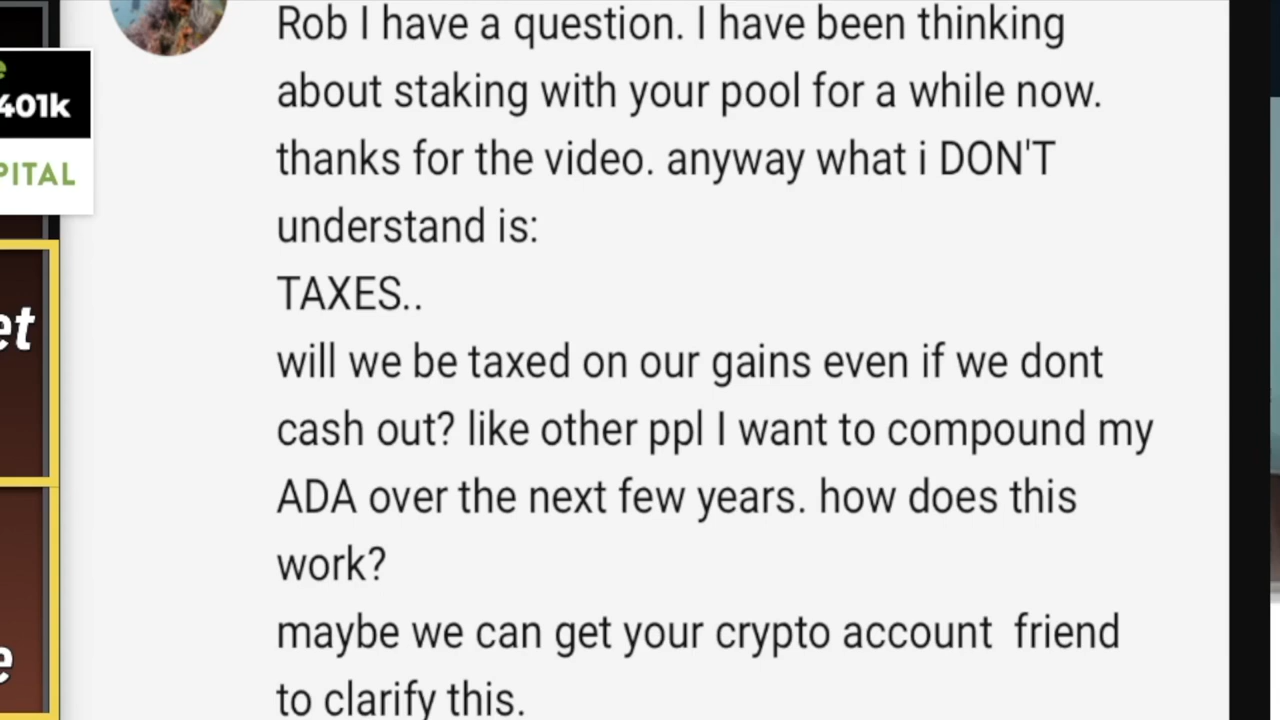 Rob I have a question. I have been thinking
about staking with your pool for a while now.
thanks for the video. anyway what i DON'T
understand is:
TAXES..
will we be taxed on our gains even if we dont
cash out? like other ppl I want to compound my
ADA over the next few years. how does this
work?
maybe we can get your crypto account  friend
to clarify this.
401k